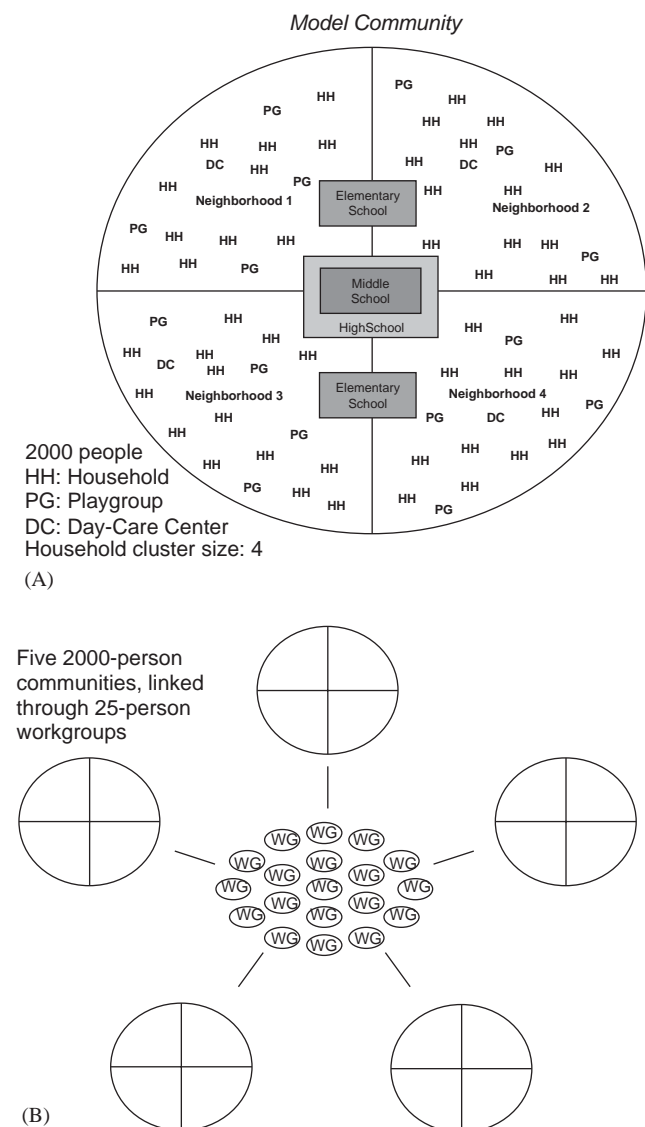 Model Community
PG HH
HH HH HH
DC HH
HH PG
Neighborhood 1
PG HH HH HH
HH HH PG
PG HH
HH HH
HH PG
HH DC HH
HH HH
Neighborhood 2
HH HH HH
PG
HH HH HH
Elementary
School
Middle
School
HighSchool
PG HH
HH
HH HH HH
DC HH PG
HH
Neighborhood 3
HH
HH PG
HH HH
PG HH
HH
HH HH
PG
HH HH HH
Neighborhood 4
PG DC HH PG
HH HH
HH HH
HH HH
PG
Elementary
School
2000 people
HH: Household
PG: Playgroup
DC: Day-Care Center
Household cluster size: 4
(A)
Five 2000-person
communities, linked
through 25-person
workgroups
WG
WG WG
WG WG WG
WG WG
WG WG WG
WG WG
WG WG WG
WG WG
WG WG WG
(B)